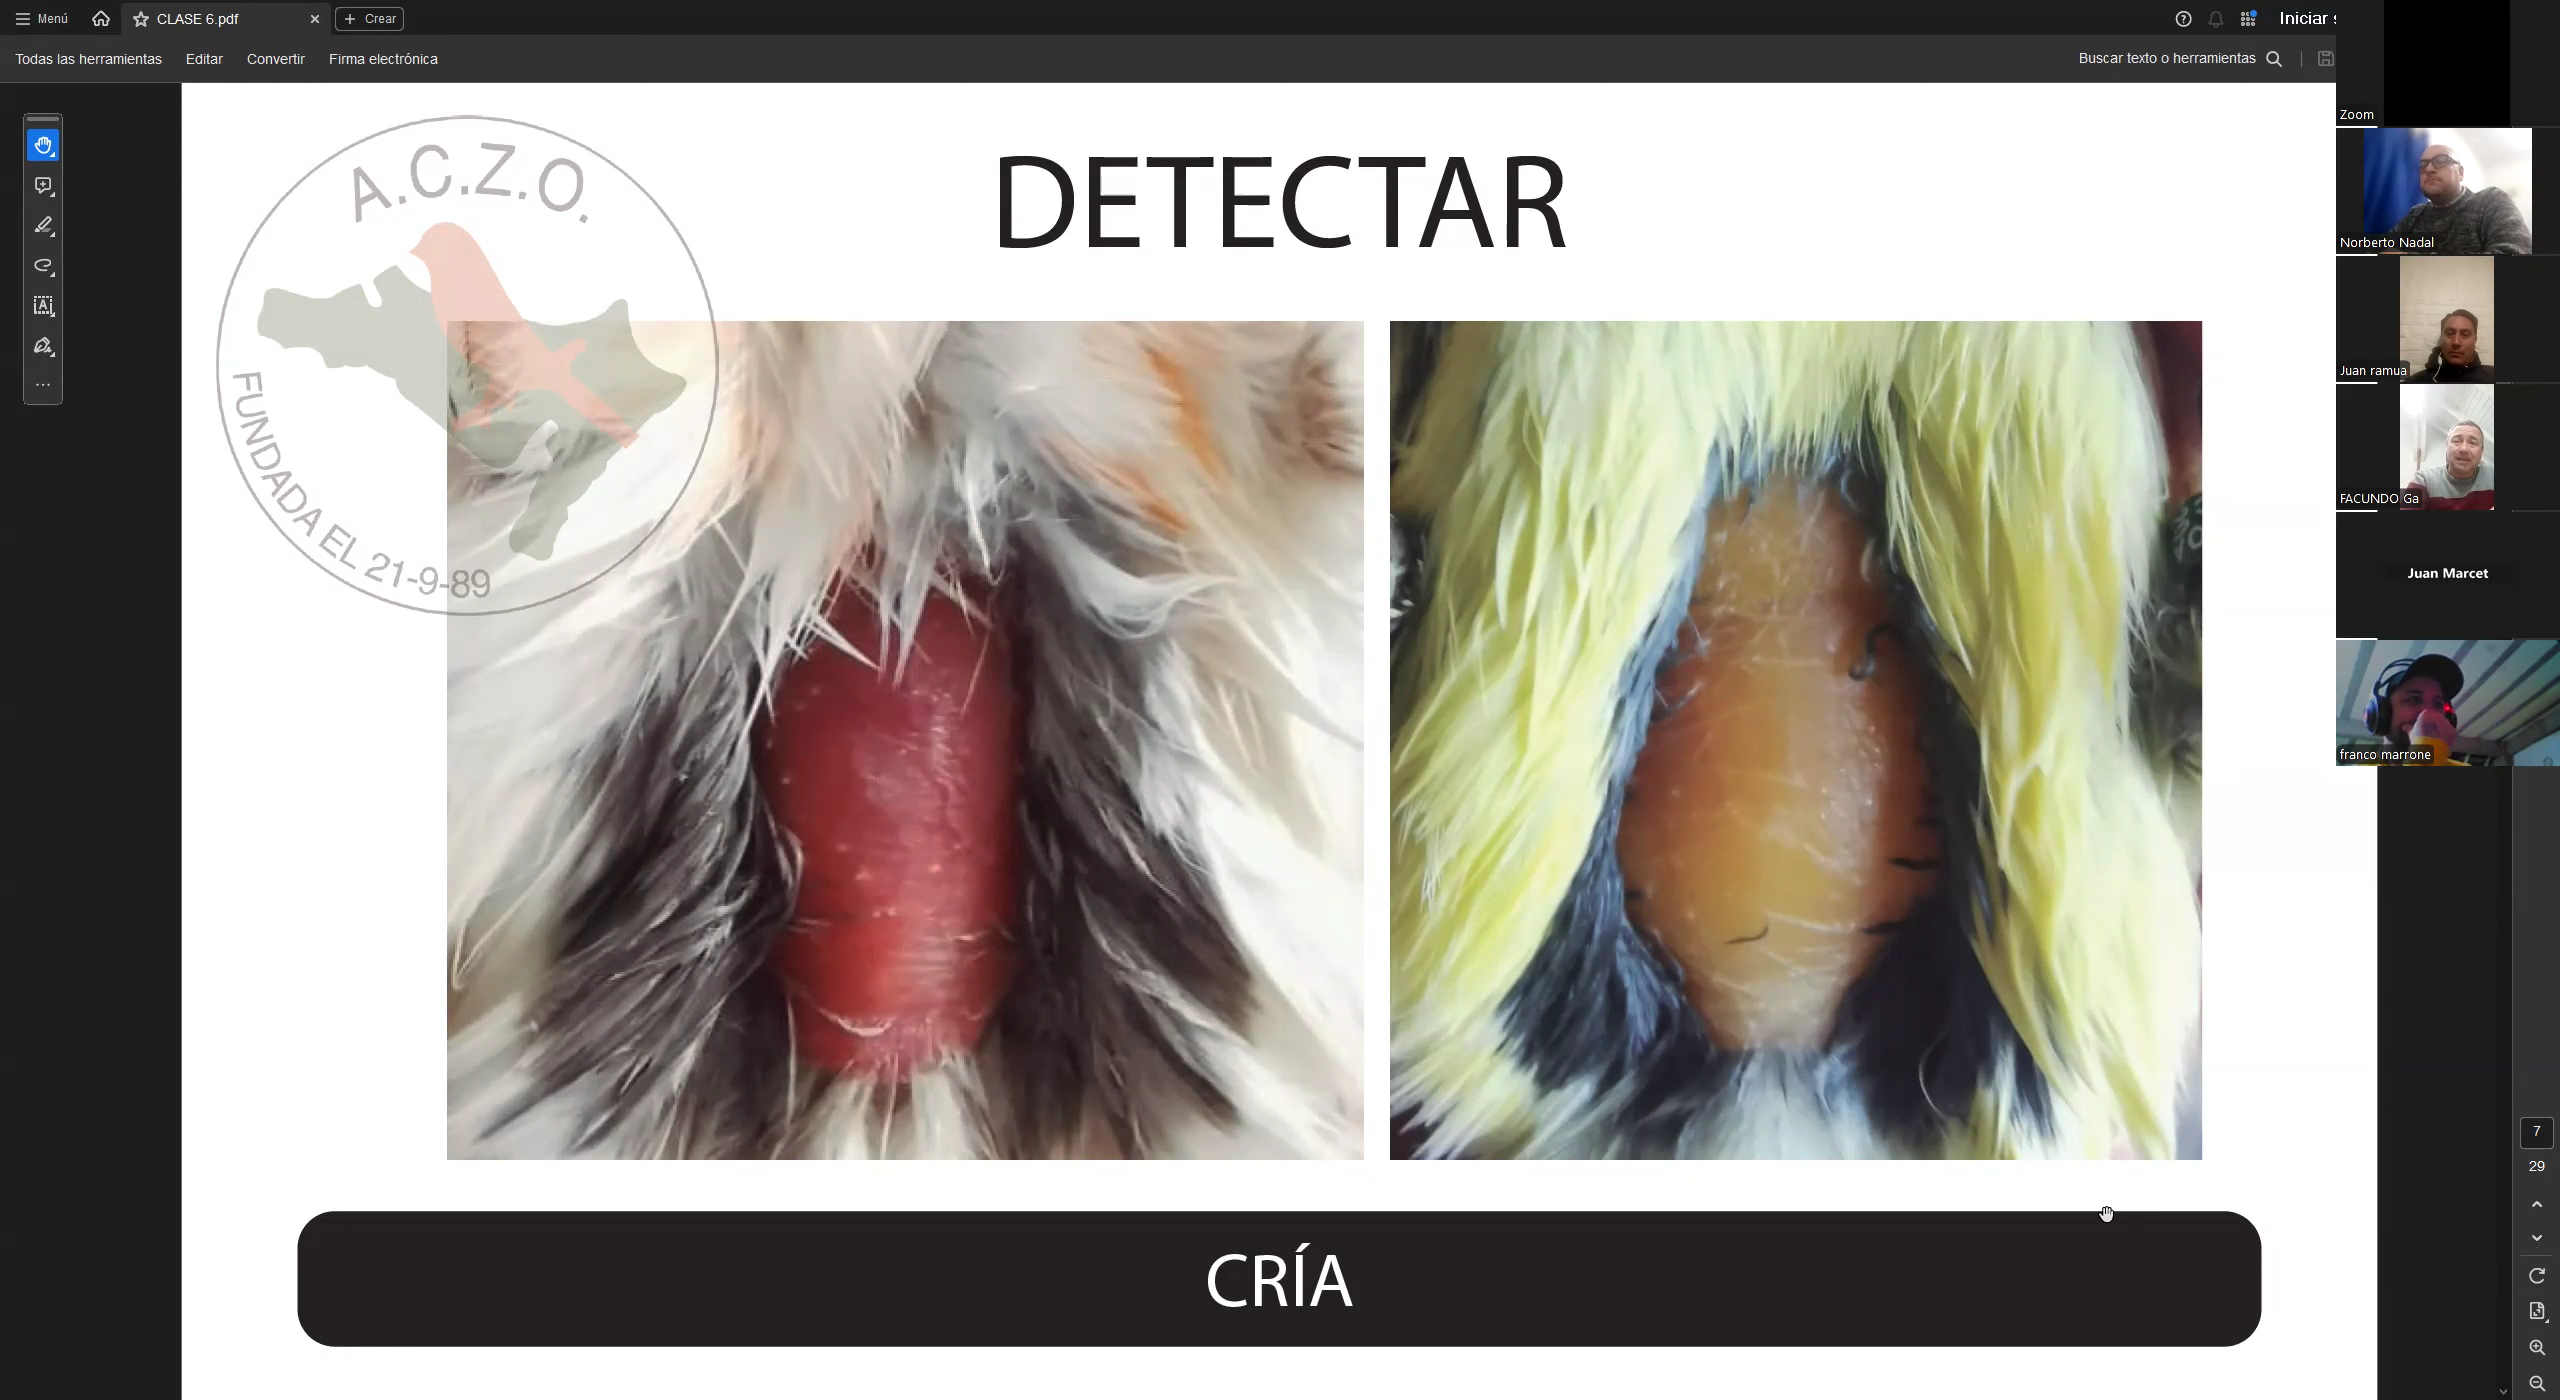 Menú
CLASE 6.pdf
Crear
Iniciar s
Todas las herramientas
Editar
Convertir
Firma electrónica
Buscar texto o herramientas
A.C.Z.O.
FUNDADA EL 21-9-89
DETECTAR
CRÍA
Zoom
Norberto Nadal
Juan ramua
FACUNDO Ga
Juan Marcet
franco marrone
7
29